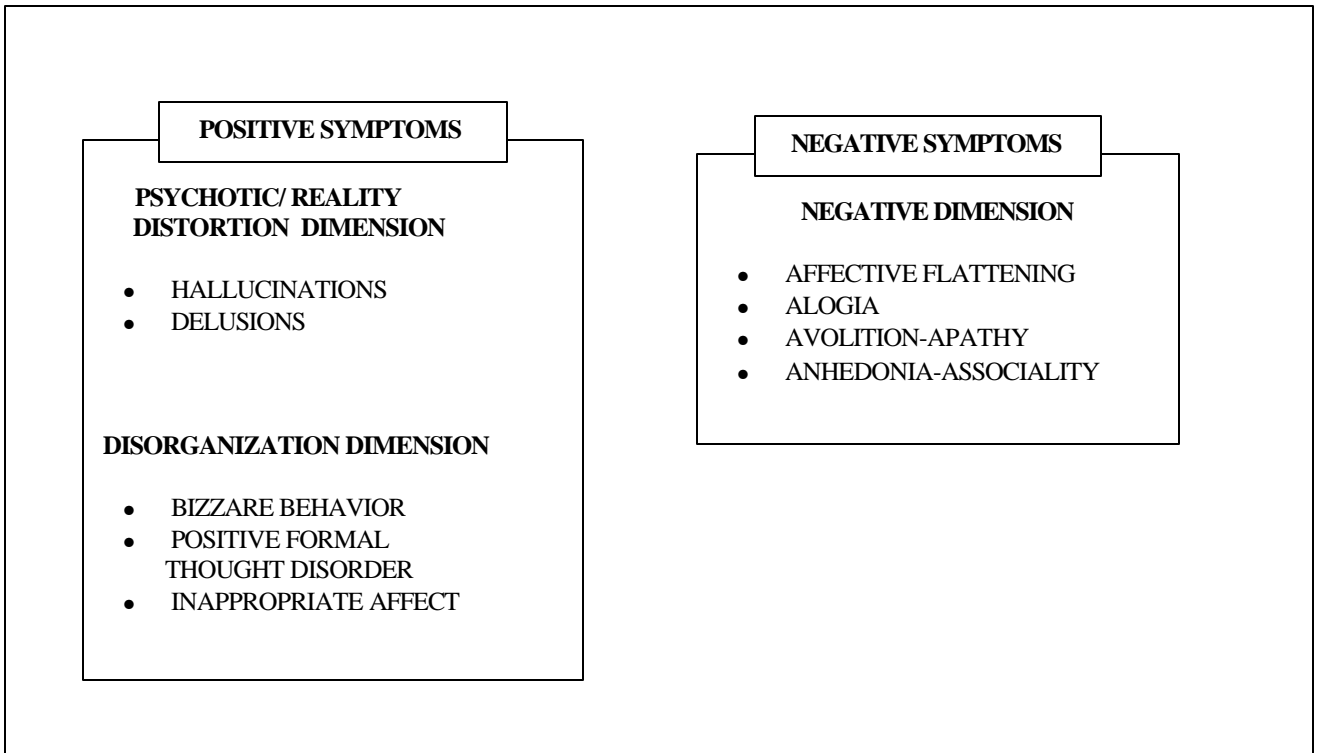 POSITIVE SYMPTOMS
PSYCHOTIC/ REALITY
DISTORTION DIMENSION
● HALLUCINATIONS
● DELUSIONS
DISORGANIZATION DIMENSION
● BIZZARE BEHAVIOR
● POSITIVE FORMAL
THOUGHT DISORDER
● INAPPROPRIATE AFFECT
NEGATIVE SYMPTOMS
NEGATIVE DIMENSION
● AFFECTIVE FLATTENING
● ALOGIA
● AVOLITION-APATHY
● ANHEDONIA-ASSOCIALITY